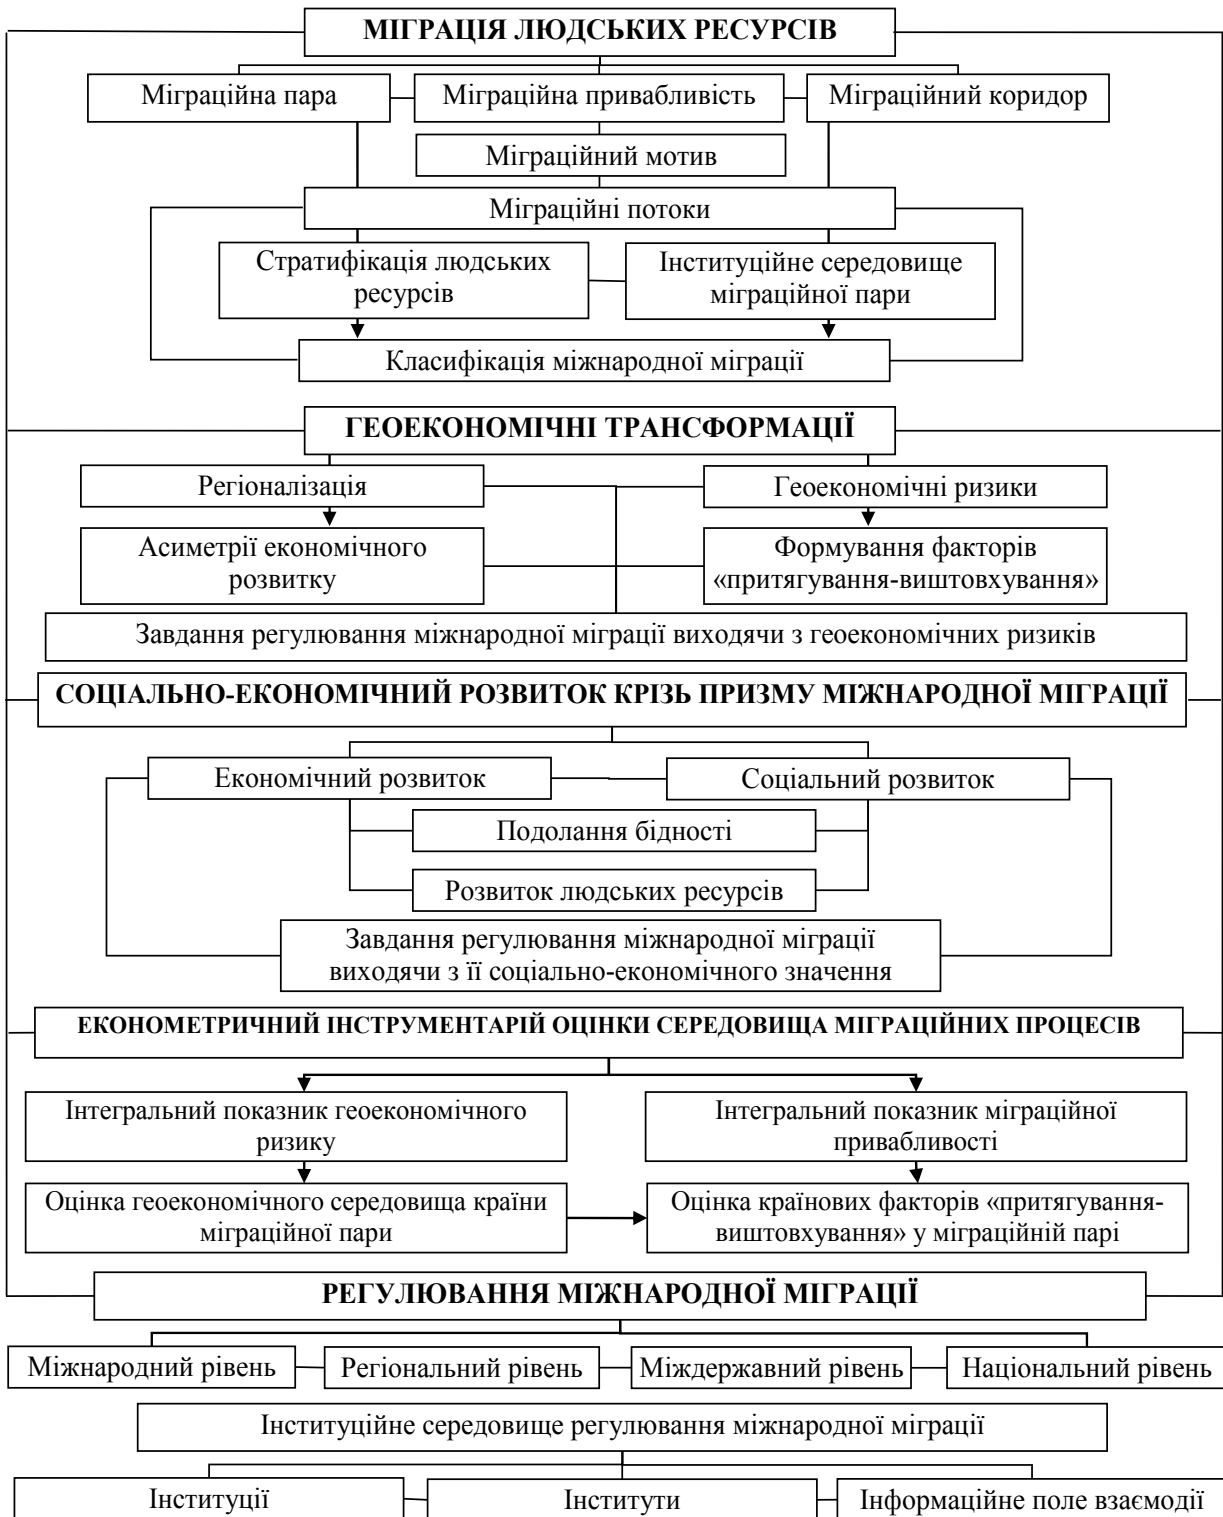 МІГРАЦІЯ ЛЮДСЬКИХ РЕСУРСІВ
Міграційна пара
Міграційна привабливість
Міграційний коридор
Міграційний мотив
Міграційні потоки
Стратифікація людських
ресурсів
Інституційне середовище
міграційної пари
Класифікація міжнародної міграції
ГЕОЕКОНОМІЧНІ ТРАНСФОРМАЦІЇ
Регіоналізація
Геоекономічні ризики
Асиметрії економічного
розвитку
Формування факторів
«притягування-виштовхування»
Завдання регулювання міжнародної міграції виходячи з геоекономічних ризиків
СОЦІАЛЬНО-ЕКОНОМІЧНИЙ РОЗВИТОК КРІЗЬ ПРИЗМУ МІЖНАРОДНОЇ МІГРАЦІЇ
Економічний розвиток
Соціальний розвиток
Подолання бідності
Розвиток людських ресурсів
Завдання регулювання міжнародної міграції
виходячи з її соціально-економічного значення
ЕКОНОМЕТРИЧНИЙ ІНСТРУМЕНТАРІЙ ОЦІНКИ СЕРЕДОВИЩА МІГРАЦІЙНИХ ПРОЦЕСІВ
Інтегральний показник геоекономічного
ризику
Інтегральний показник міграційної
привабливості
Оцінка геоекономічного середовища країни
міграційної пари
Оцінка країнових факторів «притягування-
виштовхування» у міграційній парі
РЕГУЛЮВАННЯ МІЖНАРОДНОЇ МІГРАЦІЇ
Міжнародний рівень
Регіональний рівень
Міждержавний рівень
Національний рівень
Інституційне середовище регулювання міжнародної міграції
Інституції
Інститути
Інформаційне поле взаємодії